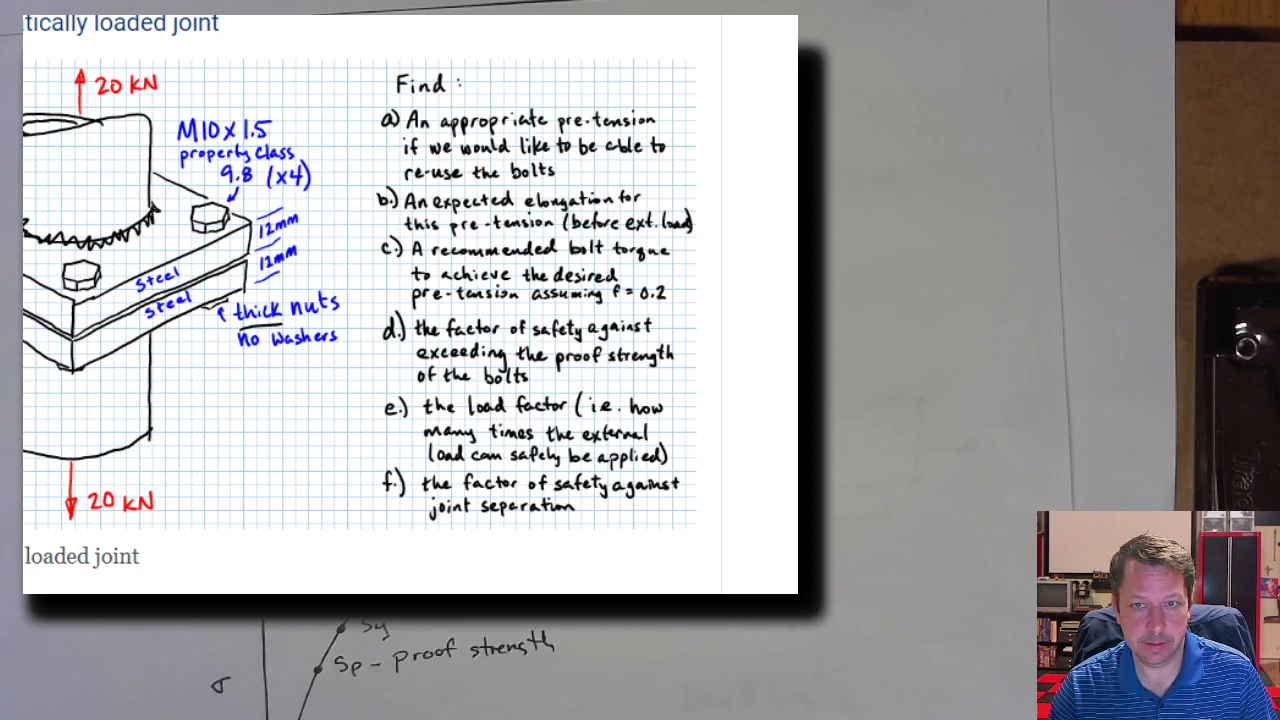 tically loaded joint
20 KN
M10 x 1.5
property class
9.8 (x4)
12mm
12mm
steel
steel
thick nuts
no washers
20 KN
Find :
a.) An appropriate pre-tension
if we would like to be able to
re-use the bolts
b.) An expected elongation for
this pre-tension (before ext. load)
c.) A recommended bolt torque
to achieve the desired
pre-tension assuming f = 0.2
d.) the factor of safety against
exceeding the proof strength
of the bolts
e.) the load factor (i.e. how
many times the external
load can safely be applied)
f.) the factor of safety against
joint separation
loaded joint
Sy
Sp - proof strength
σ